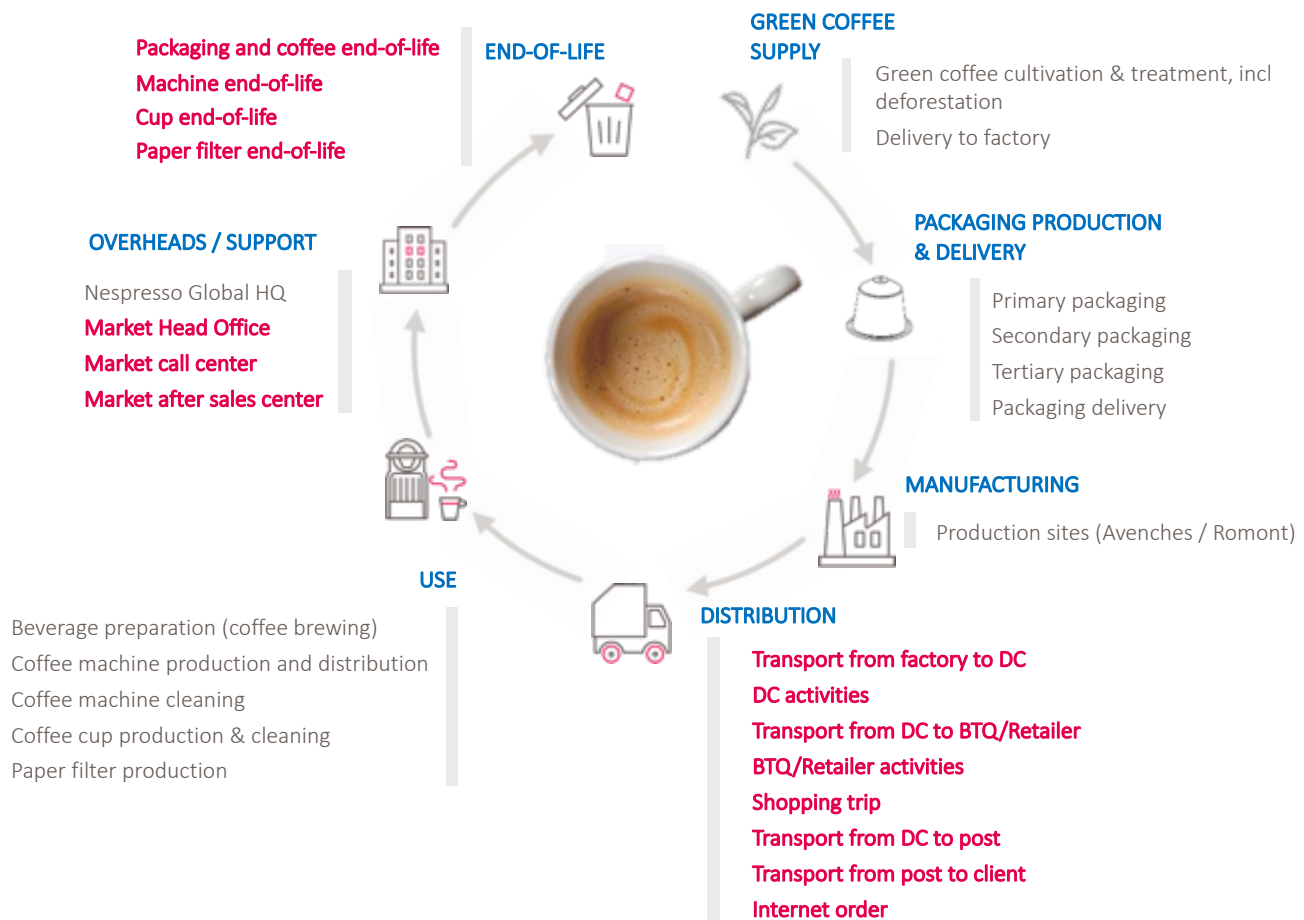 GREEN COFFEE
SUPPLY
Green coffee cultivation & treatment, incl
deforestation
Delivery to factory
PACKAGING PRODUCTION
& DELIVERY
Primary packaging
Secondary packaging
Tertiary packaging
Packaging delivery
MANUFACTURING
Production sites (Avenches / Romont)
DISTRIBUTION
Transport from factory to DC
DC activities
Transport from DC to BTQ/Retailer
BTQ/Retailer activities
Shopping trip
Transport from DC to post
Transport from post to client
Internet order
USE
Beverage preparation (coffee brewing)
Coffee machine production and distribution
Coffee machine cleaning
Coffee cup production & cleaning
Paper filter production
OVERHEADS / SUPPORT
Nespresso Global HQ
Market Head Office
Market call center
Market after sales center
END-OF-LIFE
Packaging and coffee end-of-life
Machine end-of-life
Cup end-of-life
Paper filter end-of-life